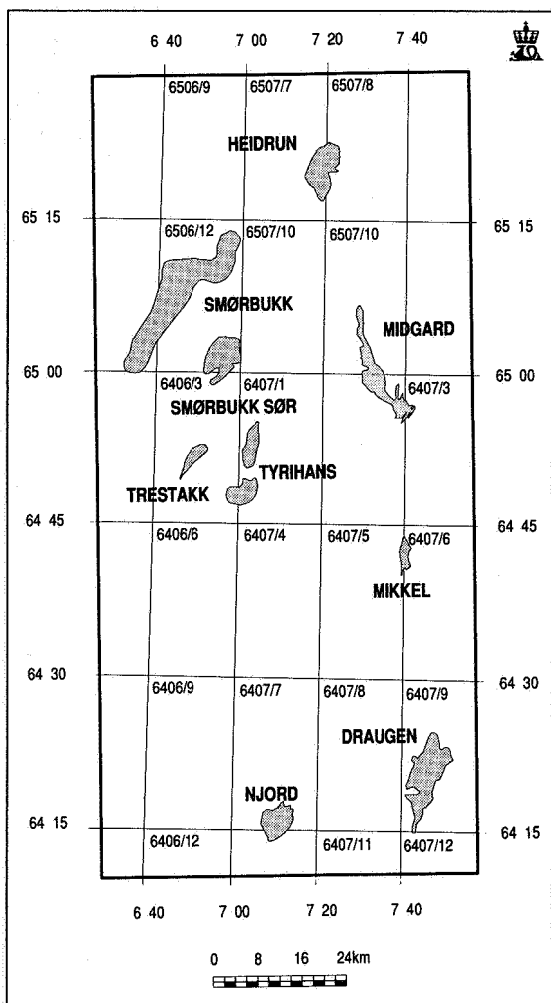 6 40 7 00 7 20 7 40
6506/9 6507/7 6507/8
HEIDRUN
65 15 65 15
6506/12 6507/10 6507/10
SMØRBUKK
MIDGARD
65 00 65 00
6406/3 6407/1 6407/3
SMØRBUKK SØR
TYRIHANS
TRESTAKK
64 45 64 45
6406/6 6407/4 6407/5 6407/6
MIKKEL
64 30 64 30
6406/9 6407/7 6407/8 6407/9
DRAUGEN
NJORD
64 15 64 15
6406/12 6407/11 6407/12
6 40 7 00 7 20 7 40
0 8 16 24km